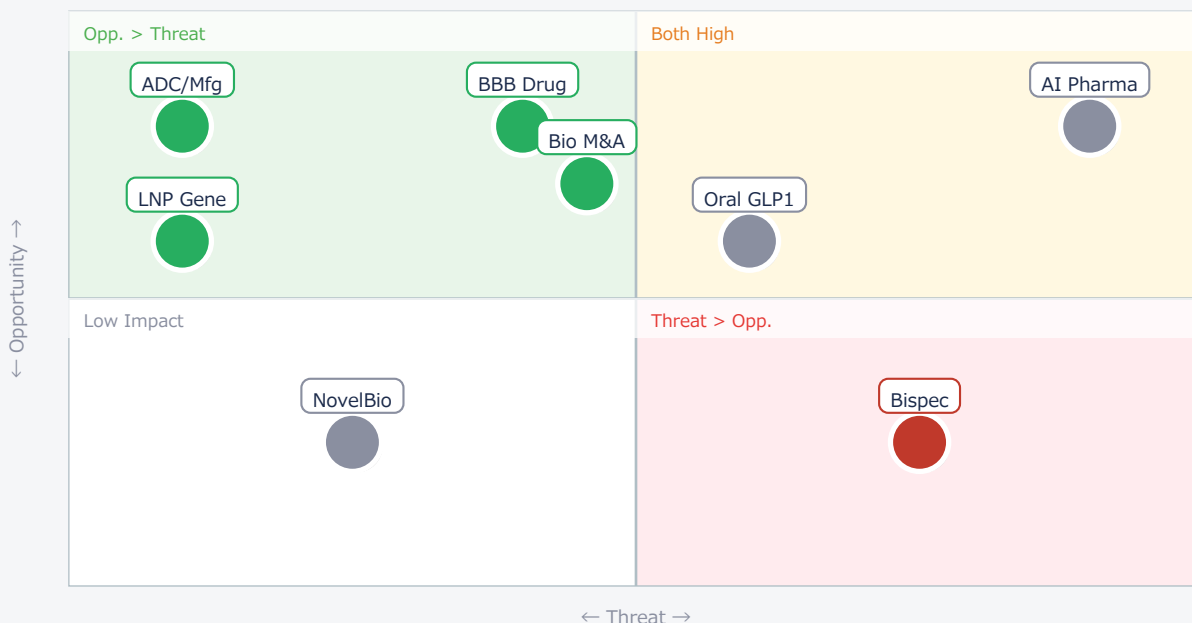 Opp. > Threat
Both High
ADC/Mfg
BBB Drug
AI Pharma
Bio M&A
LNP Gene
Oral GLP1
← Opportunity →
Low Impact
Threat > Opp.
NovelBio
Bispec
← Threat →